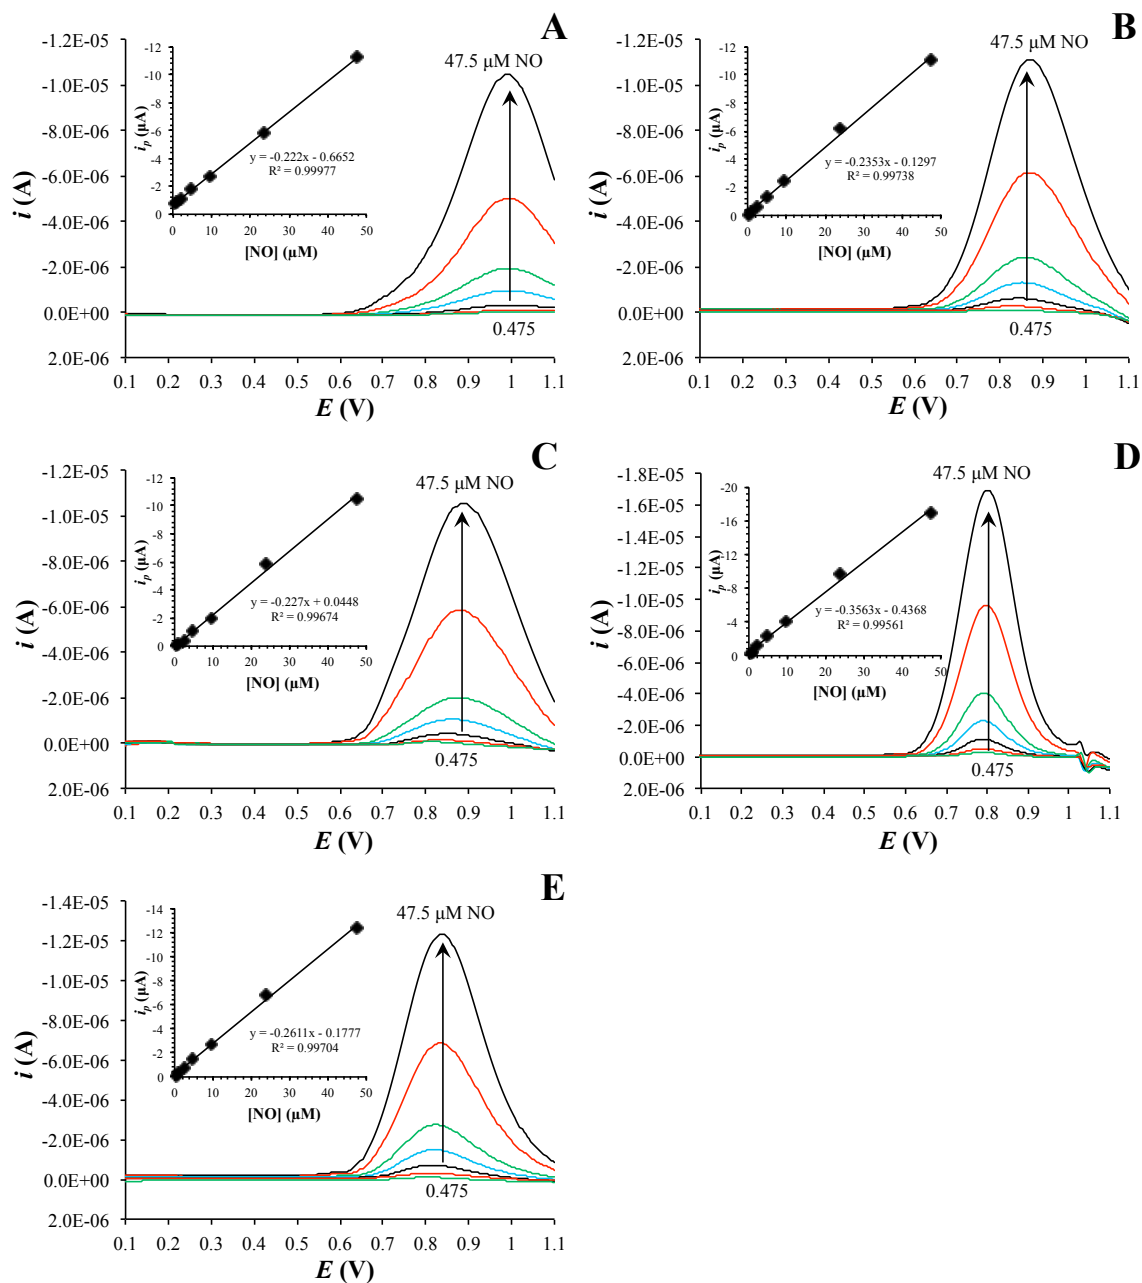 A
-1.2E-05
-1.0E-05
-8.0E-06
-6.0E-06
-4.0E-06
-2.0E-06
0.0E+00
2.0E-06
i (A)
0.1 0.2 0.3 0.4 0.5 0.6 0.7 0.8 0.9 1 1.1
E (V)
47.5 µM NO
0.475
-12
-10
-8
-6
-4
-2
0
ip (µA)
y = -0.222x - 0.6652
R² = 0.99977
0 10 20 30 40 50
[NO] (µM)
B
-1.2E-05
-1.0E-05
-8.0E-06
-6.0E-06
-4.0E-06
-2.0E-06
0.0E+00
2.0E-06
i (A)
0.1 0.2 0.3 0.4 0.5 0.6 0.7 0.8 0.9 1 1.1
E (V)
47.5 µM NO
0.475
-12
-10
-8
-6
-4
-2
0
ip (µA)
y = -0.2353x - 0.1297
R² = 0.99738
0 10 20 30 40 50
[NO] (µM)
C
-1.2E-05
-1.0E-05
-8.0E-06
-6.0E-06
-4.0E-06
-2.0E-06
0.0E+00
2.0E-06
i (A)
0.1 0.2 0.3 0.4 0.5 0.6 0.7 0.8 0.9 1 1.1
E (V)
47.5 µM NO
0.475
-12
-10
-8
-6
-4
-2
0
ip (µA)
y = -0.227x + 0.0448
R² = 0.99674
0 10 20 30 40 50
[NO] (µM)
D
-1.8E-05
-1.6E-05
-1.4E-05
-1.2E-05
-1.0E-05
-8.0E-06
-6.0E-06
-4.0E-06
-2.0E-06
0.0E+00
2.0E-06
i (A)
0.1 0.2 0.3 0.4 0.5 0.6 0.7 0.8 0.9 1 1.1
E (V)
47.5 µM NO
0.475
-20
-16
-12
-8
-4
0
ip (µA)
y = -0.3563x - 0.4368
R² = 0.99561
0 10 20 30 40 50
[NO] (µM)
E
-1.4E-05
-1.2E-05
-1.0E-05
-8.0E-06
-6.0E-06
-4.0E-06
-2.0E-06
0.0E+00
2.0E-06
i (A)
0.1 0.2 0.3 0.4 0.5 0.6 0.7 0.8 0.9 1 1.1
E (V)
47.5 µM NO
0.475
-14
-12
-10
-8
-6
-4
-2
0
ip (µA)
y = -0.2611x - 0.1777
R² = 0.99704
0 10 20 30 40 50
[NO] (µM)